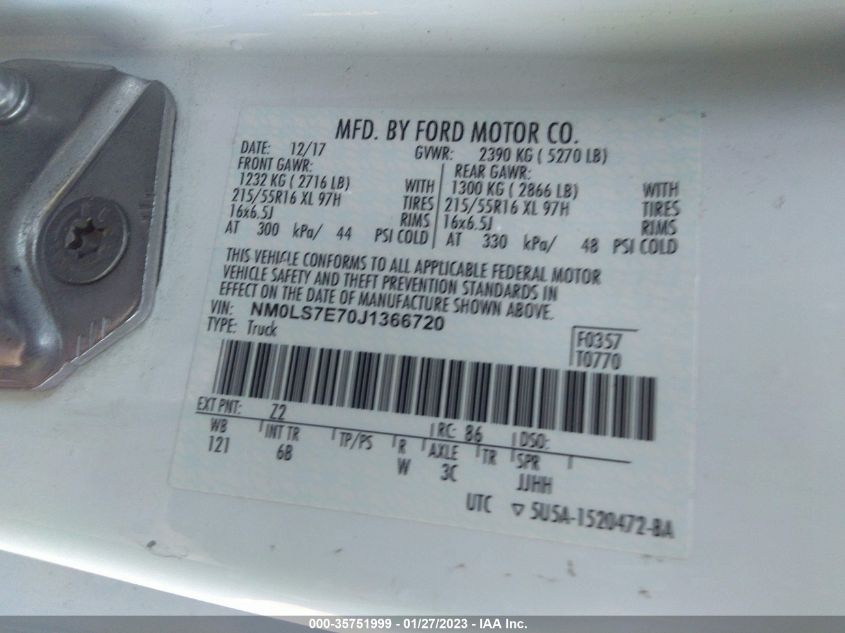 MFD. BY FORD MOTOR CO.
DATE: 12/17 GVWR: 2390 KG ( 5270 LB)
FRONT GAWR: REAR GAWR:
1232 KG ( 2716 LB) WITH 1300 KG ( 2866 LB) WITH
215/55R16 XL 97H TIRES 215/55R16 XL 97H TIRES
16x6.5J RIMS 16x6.5J RIMS
AT 300 kPa/ 44 PSI COLD AT 330 kPa/ 48 PSI COLD
THIS VEHICLE CONFORMS TO ALL APPLICABLE FEDERAL MOTOR
VEHICLE SAFETY AND THEFT PREVENTION STANDARDS IN
EFFECT ON THE DATE OF MANUFACTURE SHOWN ABOVE.
VIN: NM0LS7E70J1366720
TYPE: Truck
F0357
T0770
EXT PNT: Z2 RC: 86 DSO:
WB INT TR TP/PS R AXLE TR SPR
121 6B W 3C JJHH
UTC ▽ 5U5A-1520472-BA
000-35751999 - 01/27/2023 - IAA Inc.